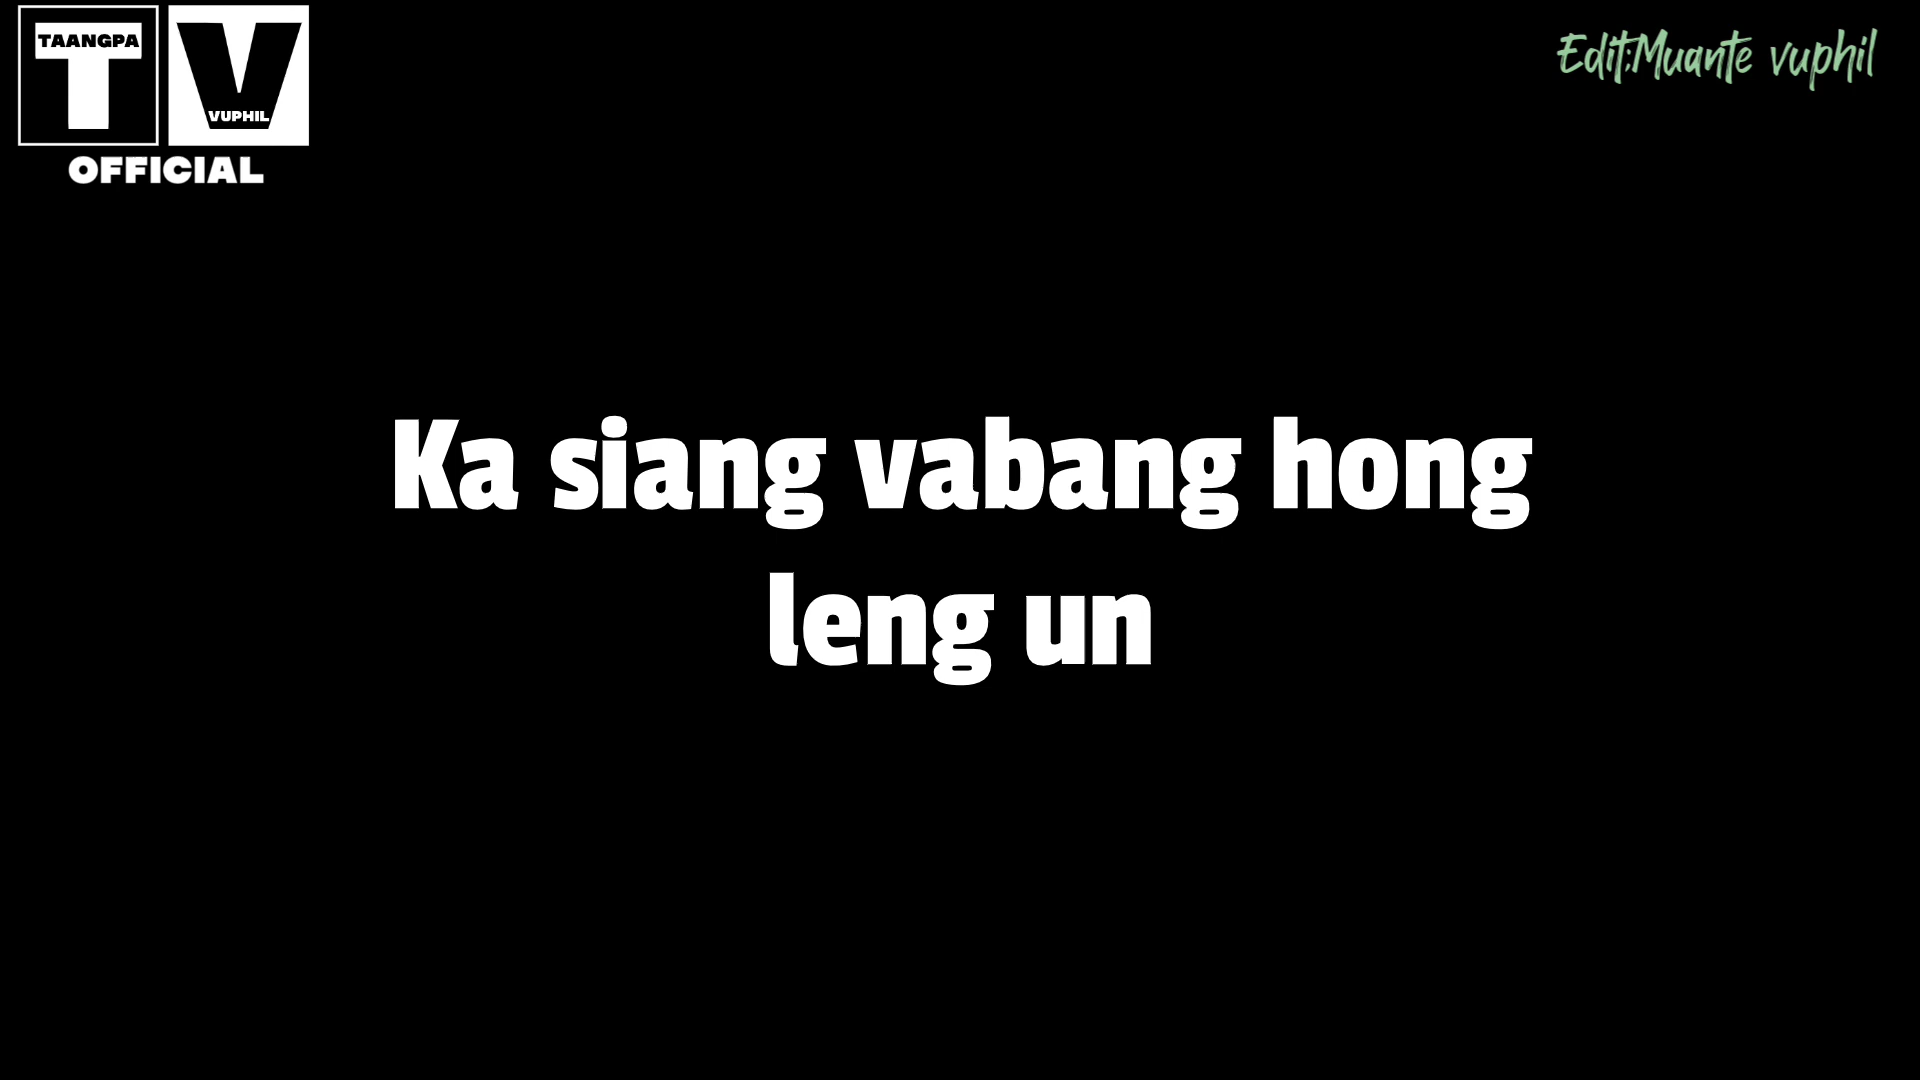 TAANGPA
T V
VUPHIL
OFFICIAL
Edit:Muante vuphil
Ka siang vabang hong
leng un